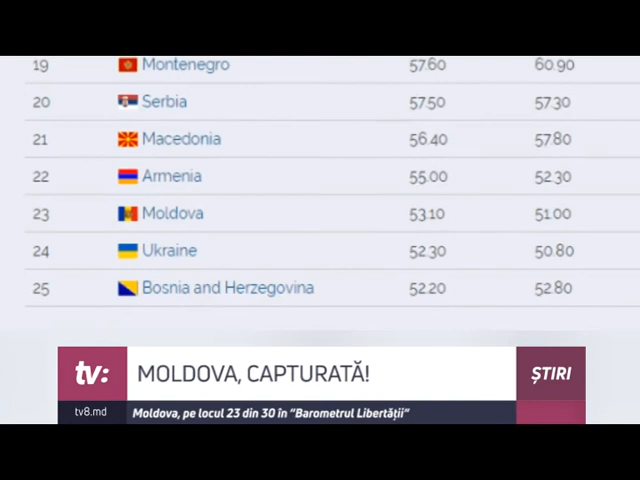 19 Montenegro 57.60 60.90
20 Serbia 57.50 57.30
21 Macedonia 56.40 57.80
22 Armenia 55.00 52.30
23 Moldova 53.10 51.00
24 Ukraine 52.30 50.80
25 Bosnia and Herzegovina 52.20 52.80
tv: MOLDOVA, CAPTURATĂ! ȘTIRI
tv8.md Moldova, pe locul 23 din 30 în "Barometrul Libertății"